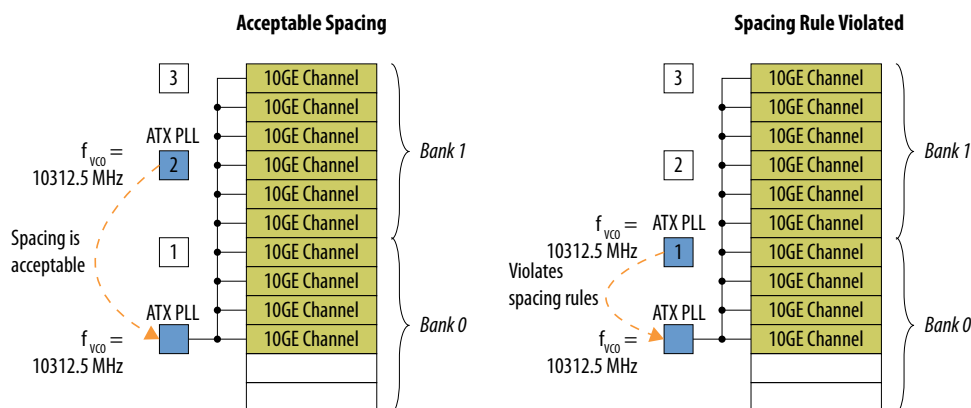 Acceptable Spacing
3
ATX PLL
f vco =
10312.5 MHz
2
Spacing is
acceptable
1
ATX PLL
f vco =
10312.5 MHz
10GE Channel
10GE Channel
10GE Channel
10GE Channel
10GE Channel
10GE Channel
10GE Channel
10GE Channel
10GE Channel
10GE Channel
Bank 1
Bank 0
Spacing Rule Violated
3
2
f vco =
10312.5 MHz
ATX PLL
1
Violates
spacing rules
ATX PLL
f vco =
10312.5 MHz
10GE Channel
10GE Channel
10GE Channel
10GE Channel
10GE Channel
10GE Channel
10GE Channel
10GE Channel
10GE Channel
10GE Channel
Bank 1
Bank 0